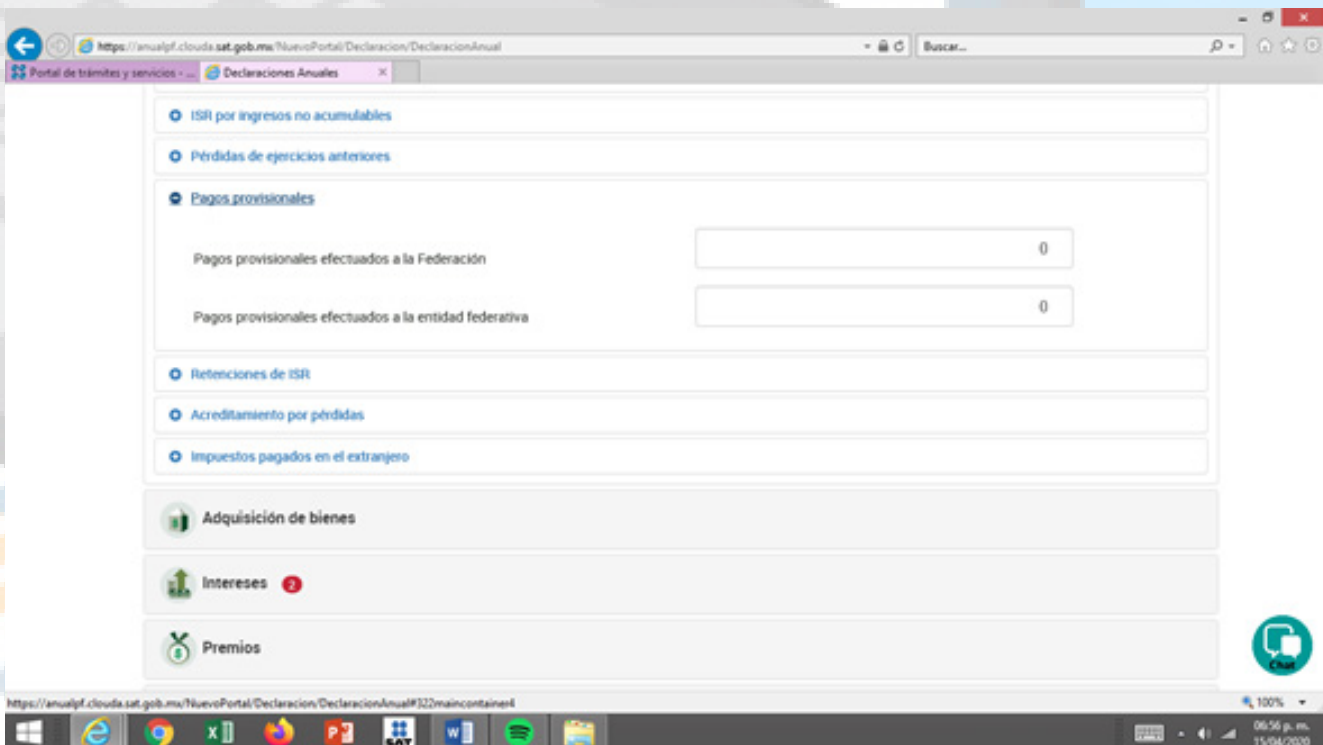 https://anualpf.clouda.sat.gob.mx/NuevoPortal/Declaracion/DeclaracionAnual
Buscar...
Portal de trámites y servicios - ...
Declaraciones Anuales
ISR por ingresos no acumulables
Pérdidas de ejercicios anteriores
Pagos provisionales
Pagos provisionales efectuados a la Federación 0
Pagos provisionales efectuados a la entidad federativa 0
Retenciones de ISR
Acreditamiento por pérdidas
Impuestos pagados en el extranjero
Adquisición de bienes
Intereses 2
Premios
Chat
https://anualpf.clouda.sat.gob.mx/NuevoPortal/Declaracion/DeclaracionAnual#322maincontainer4
100%
SAT
06:56 p. m.
15/04/2020